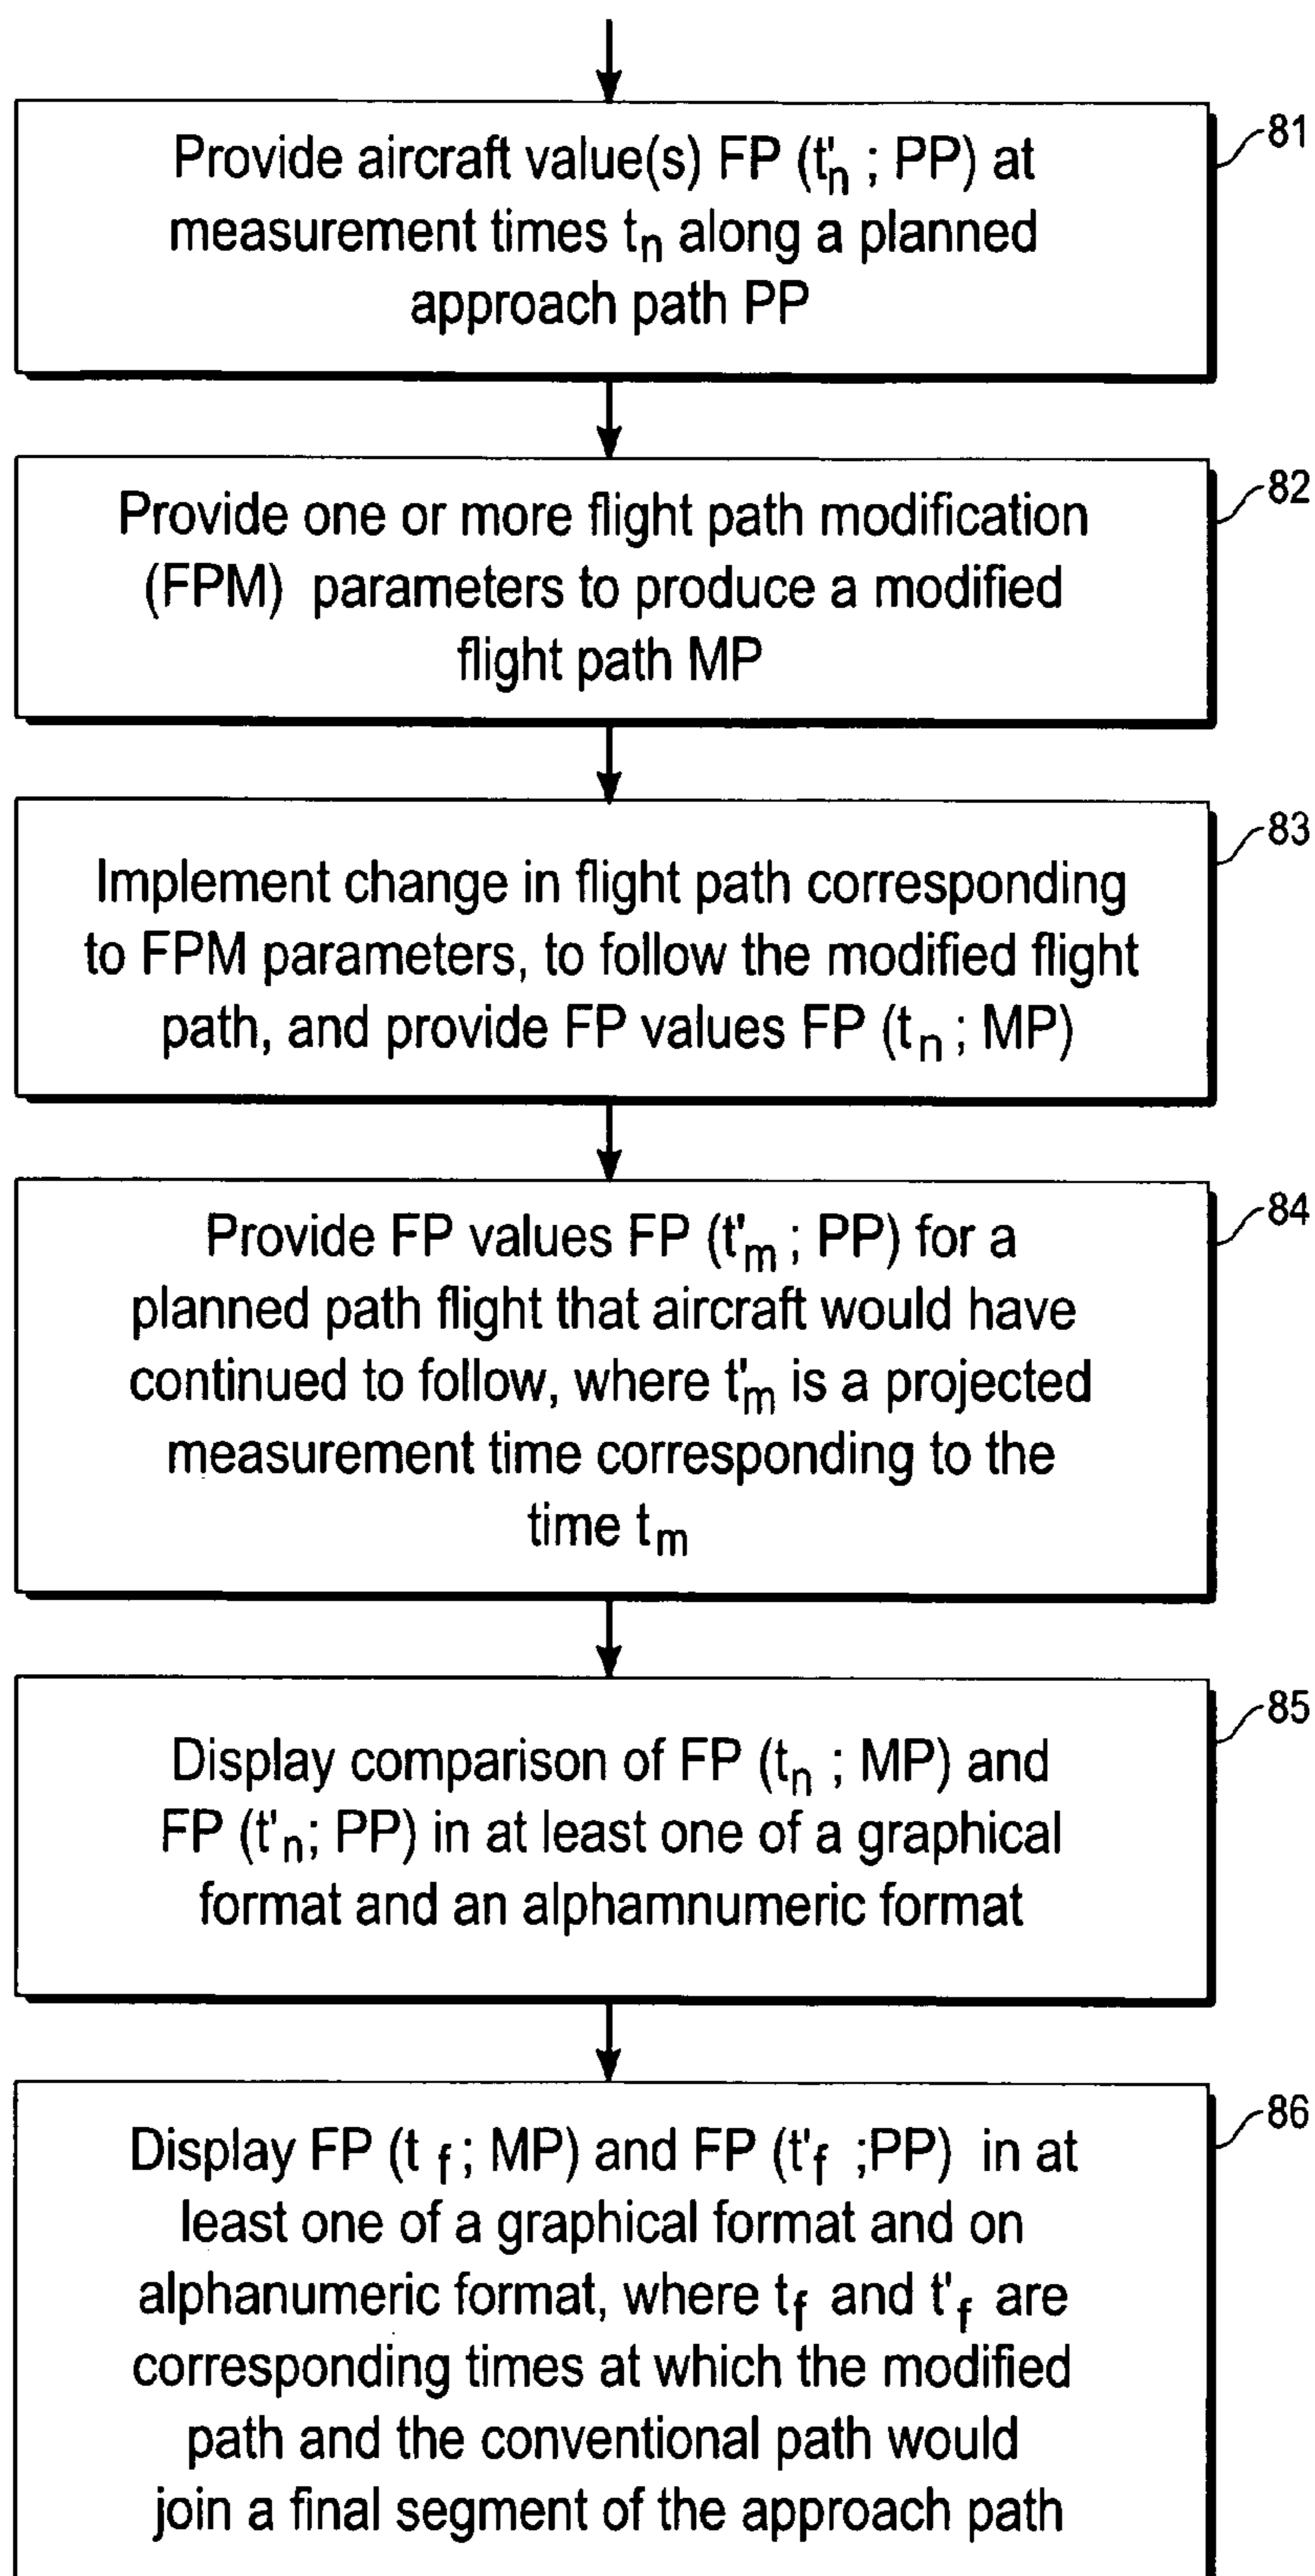 Provide aircraft value(s) FP (t'n ; PP) at
81
measurement times tn along a planned
approach path PP
Provide one or more flight path modification
82
(FPM) parameters to produce a modified
flight path MP
83
Implement change in flight path corresponding
to FPM parameters, to follow the modified flight
path, and provide FP values FP (tn ; MP)
84
Provide FP values FP (t'm ; PP) for a
planned path flight that aircraft would have
continued to follow, where t'm is a projected
measurement time corresponding to the
time tm
85
Display comparison of FP (tn ; MP) and
FP (t'n; PP) in at least one of a graphical
format and an alphamnumeric format
86
Display FP (t f ; MP) and FP (t'f ;PP) in at
least one of a graphical format and on
alphanumeric format, where tf and t'f are
corresponding times at which the modified
path and the conventional path would
join a final segment of the approach path